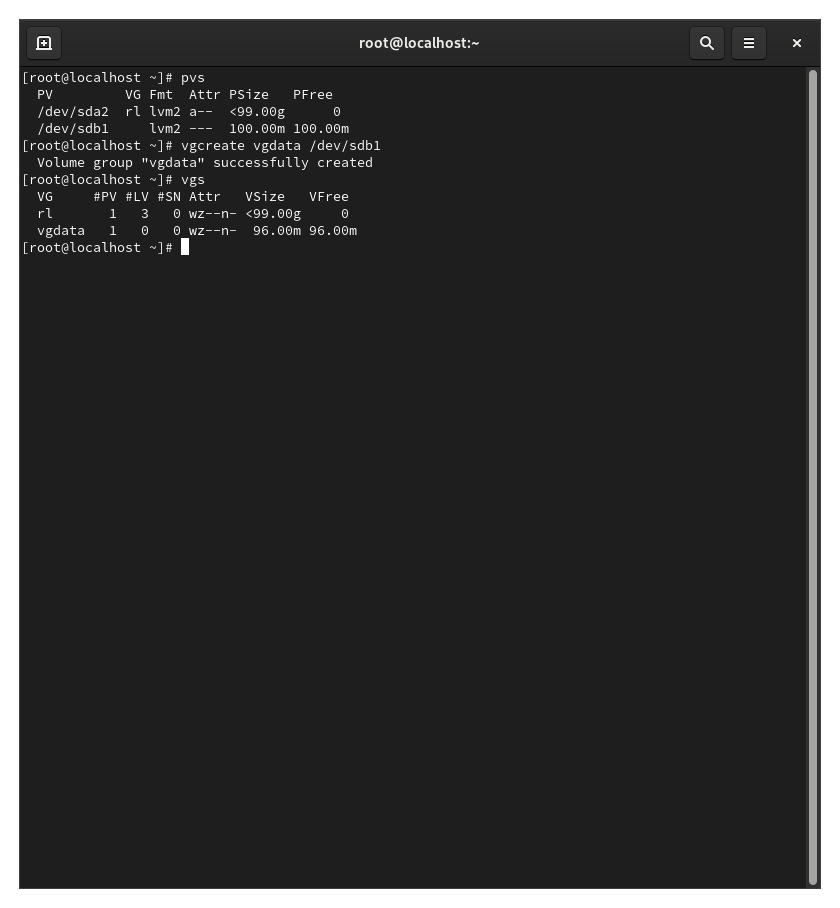 root@localhost:~
[root@localhost ~]# pvs
  PV         VG Fmt  Attr PSize   PFree
  /dev/sda2  rl lvm2 a--  <99.00g      0
  /dev/sdb1     lvm2 ---  100.00m 100.00m
[root@localhost ~]# vgcreate vgdata /dev/sdb1
  Volume group "vgdata" successfully created
[root@localhost ~]# vgs
  VG     #PV #LV #SN Attr   VSize   VFree
  rl       1   3   0 wz--n- <99.00g     0
  vgdata   1   0   0 wz--n-  96.00m 96.00m
[root@localhost ~]#